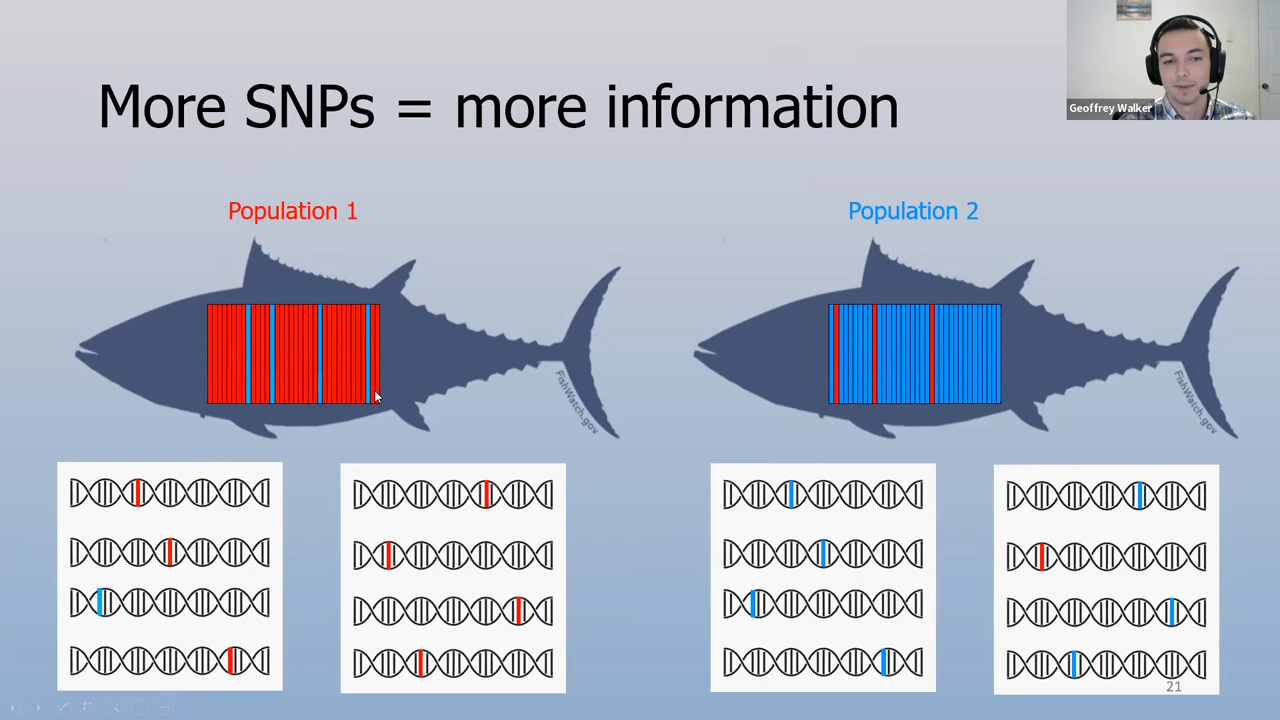 More SNPs = more information
Geoffrey Walker
Population 1
Population 2
FishWatch.gov
FishWatch.gov
21